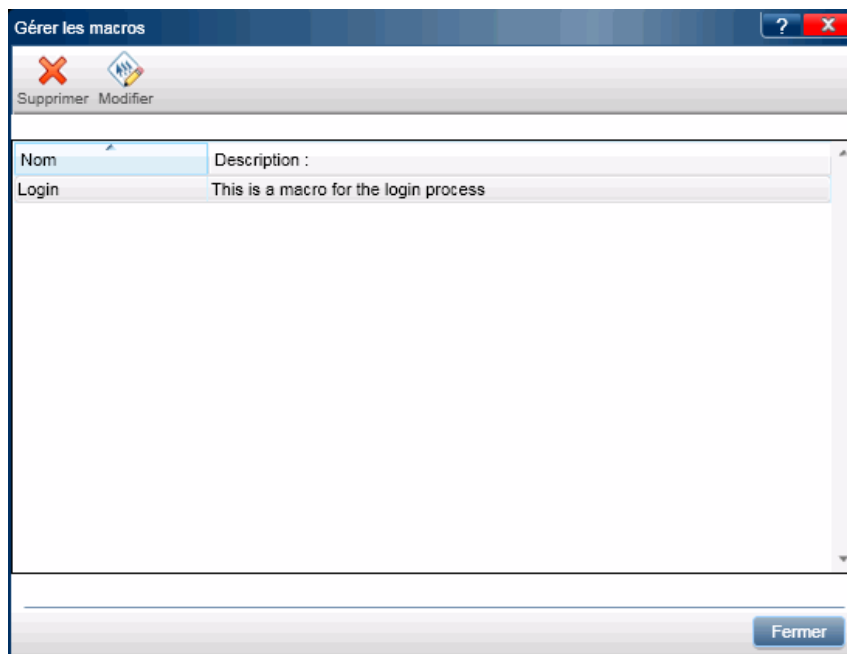 Gérer les macros
? X
Supprimer Modifier
Nom Description :
Login This is a macro for the login process
Fermer